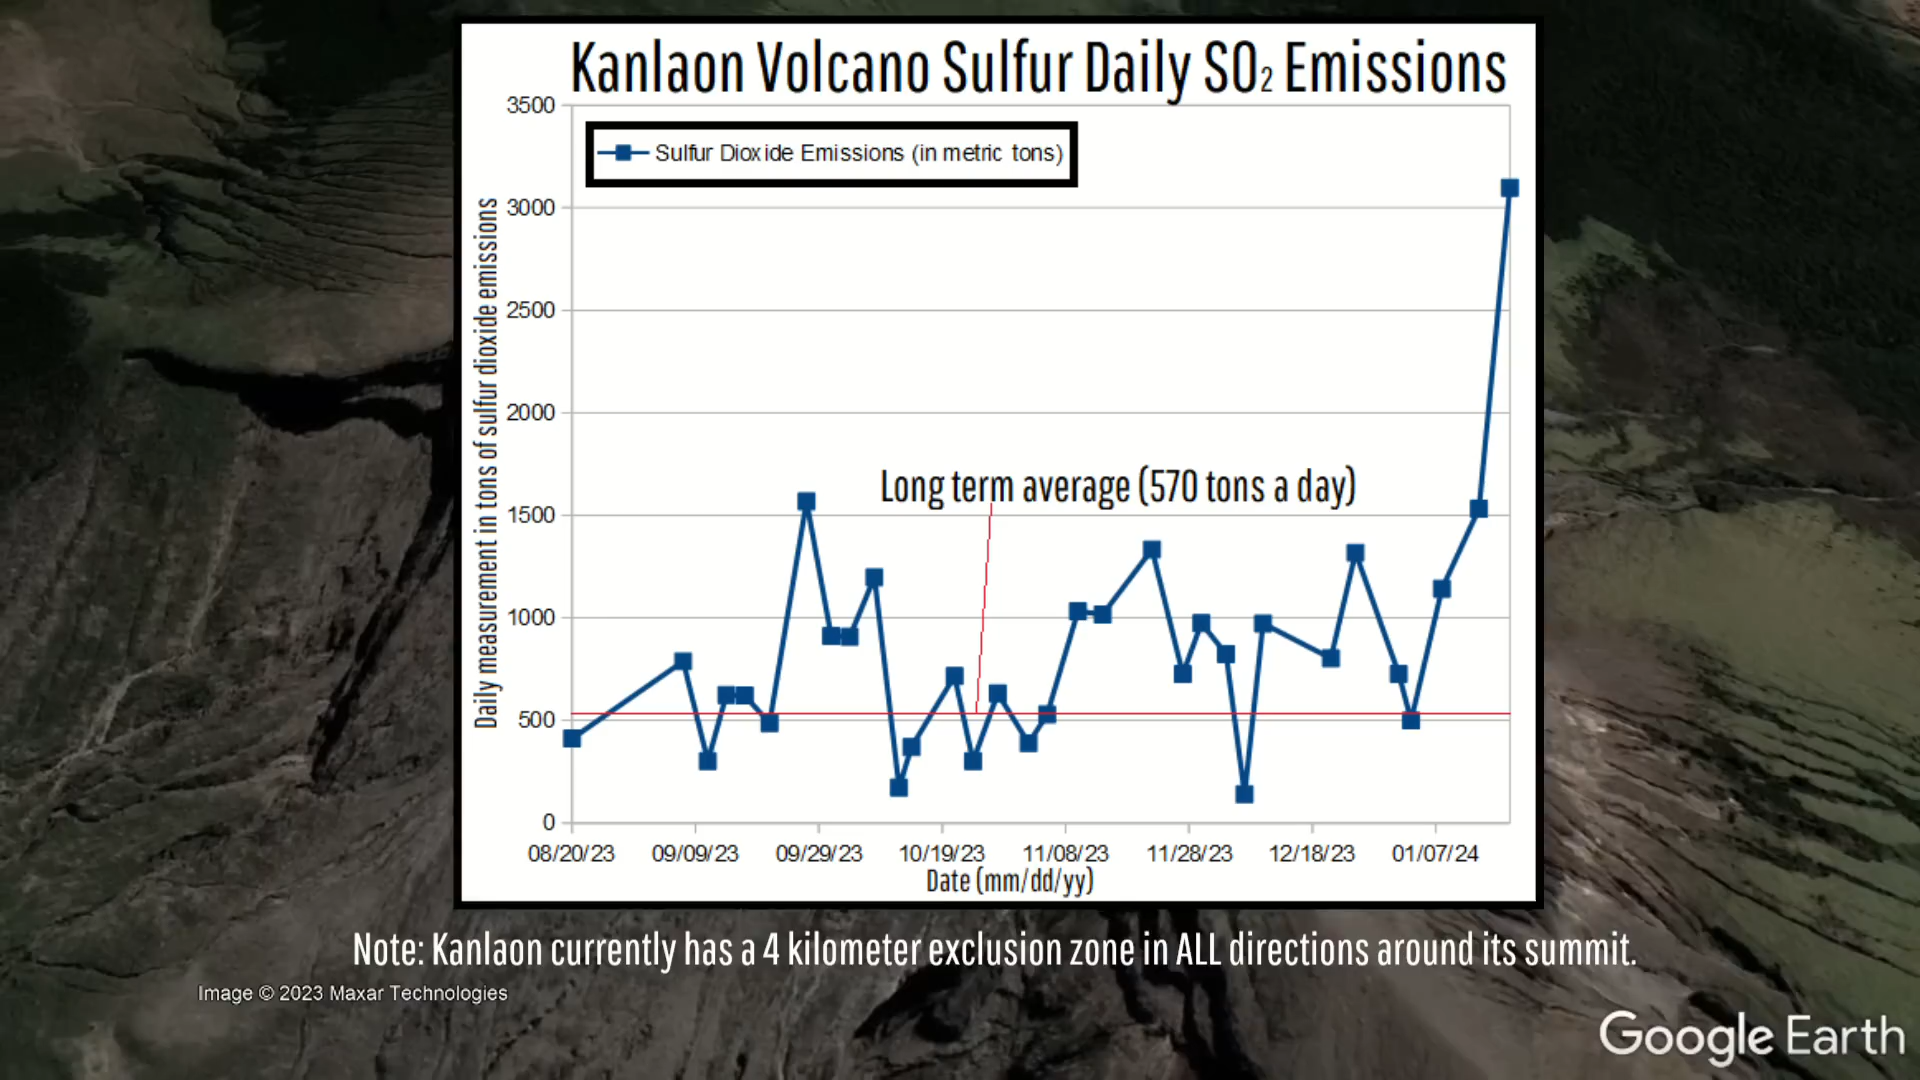 Kanlaon Volcano Sulfur Daily SO₂ Emissions
3500
Sulfur Dioxide Emissions (in metric tons)
3000
2500
2000
Long term average (570 tons a day)
1500
1000
500
0
Daily measurement in tons of sulfur dioxide emissions
08/20/23 09/09/23 09/29/23 10/19/23 11/08/23 11/28/23 12/18/23 01/07/24
Date (mm/dd/yy)
Note: Kanlaon currently has a 4 kilometer exclusion zone in ALL directions around its summit.
Image © 2023 Maxar Technologies
Google Earth